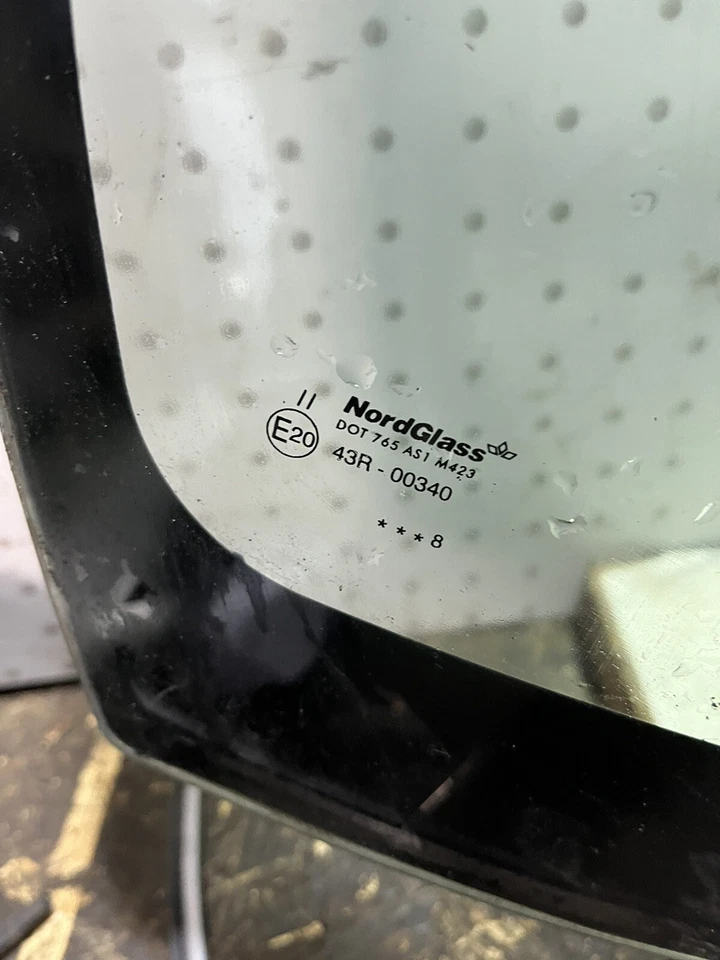 II
NordGlass
E20
DOT 765 AS1 M423
43R - 00340
* * * 8